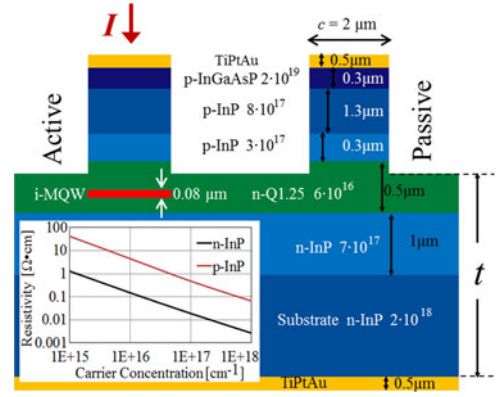 I
c = 2 μm
TiPtAu
0.5μm
p-InGaAsP 2·10¹⁹
0.3μm
p-InP 8·10¹⁷
1.3μm
p-InP 3·10¹⁷
0.3μm
Active
Passive
i-MQW
0.08 μm
n-Q1.25 6·10¹⁶
0.5μm
n-InP 7·10¹⁷
1μm
t
Substrate n-InP 2·10¹⁸
TiPtAu
0.5μm
Resistivity [Ω•cm)
100
10
1
0.1
0.01
0.001
n-InP
p-InP
1E+15
1E+16
1E+17
1E+18
Carrier Concentration[cm⁻¹]